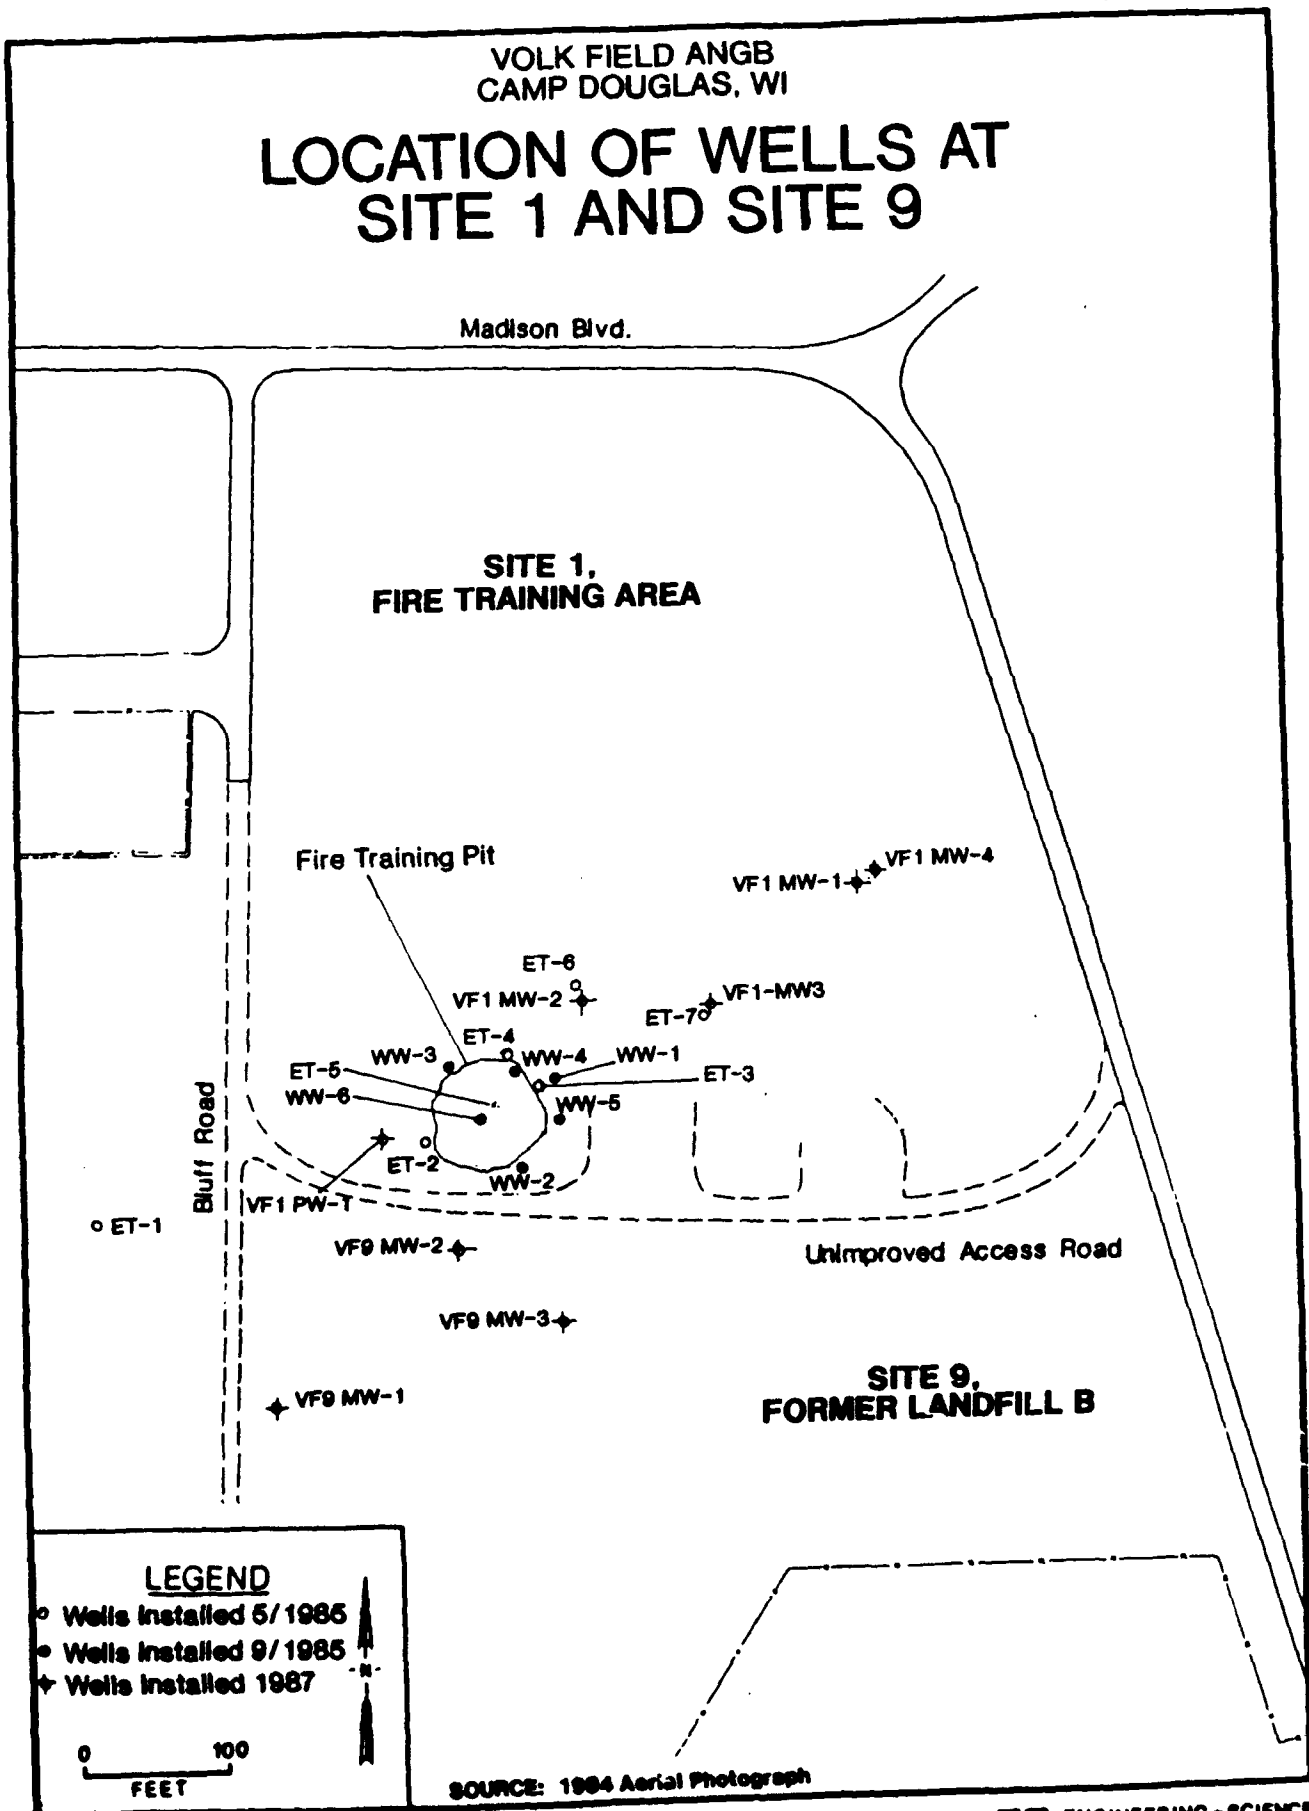 VOLK FIELD ANGB
CAMP DOUGLAS, WI
LOCATION OF WELLS AT
SITE 1 AND SITE 9
Madison Blvd.
SITE 1,
FIRE TRAINING AREA
Fire Training Pit
VF1 MW-4
VF1 MW-1
ET-6
VF1 MW-2
VF1-MW3
ET-7
ET-4
WW-3
WW-4
WW-1
ET-5
ET-3
WW-6
WW-5
Bluff Road
ET-2
WW-2
VF1 PW-T
ET-1
VF9 MW-2
Unimproved Access Road
VF9 MW-3
SITE 9,
FORMER LANDFILL B
VF9 MW-1
LEGEND
Wells Installed 5/1985
Wells Installed 9/1985
Wells Installed 1987
N
0 100
FEET
SOURCE: 1984 Aerial Photograph
ENGINEERING-SCIENCE